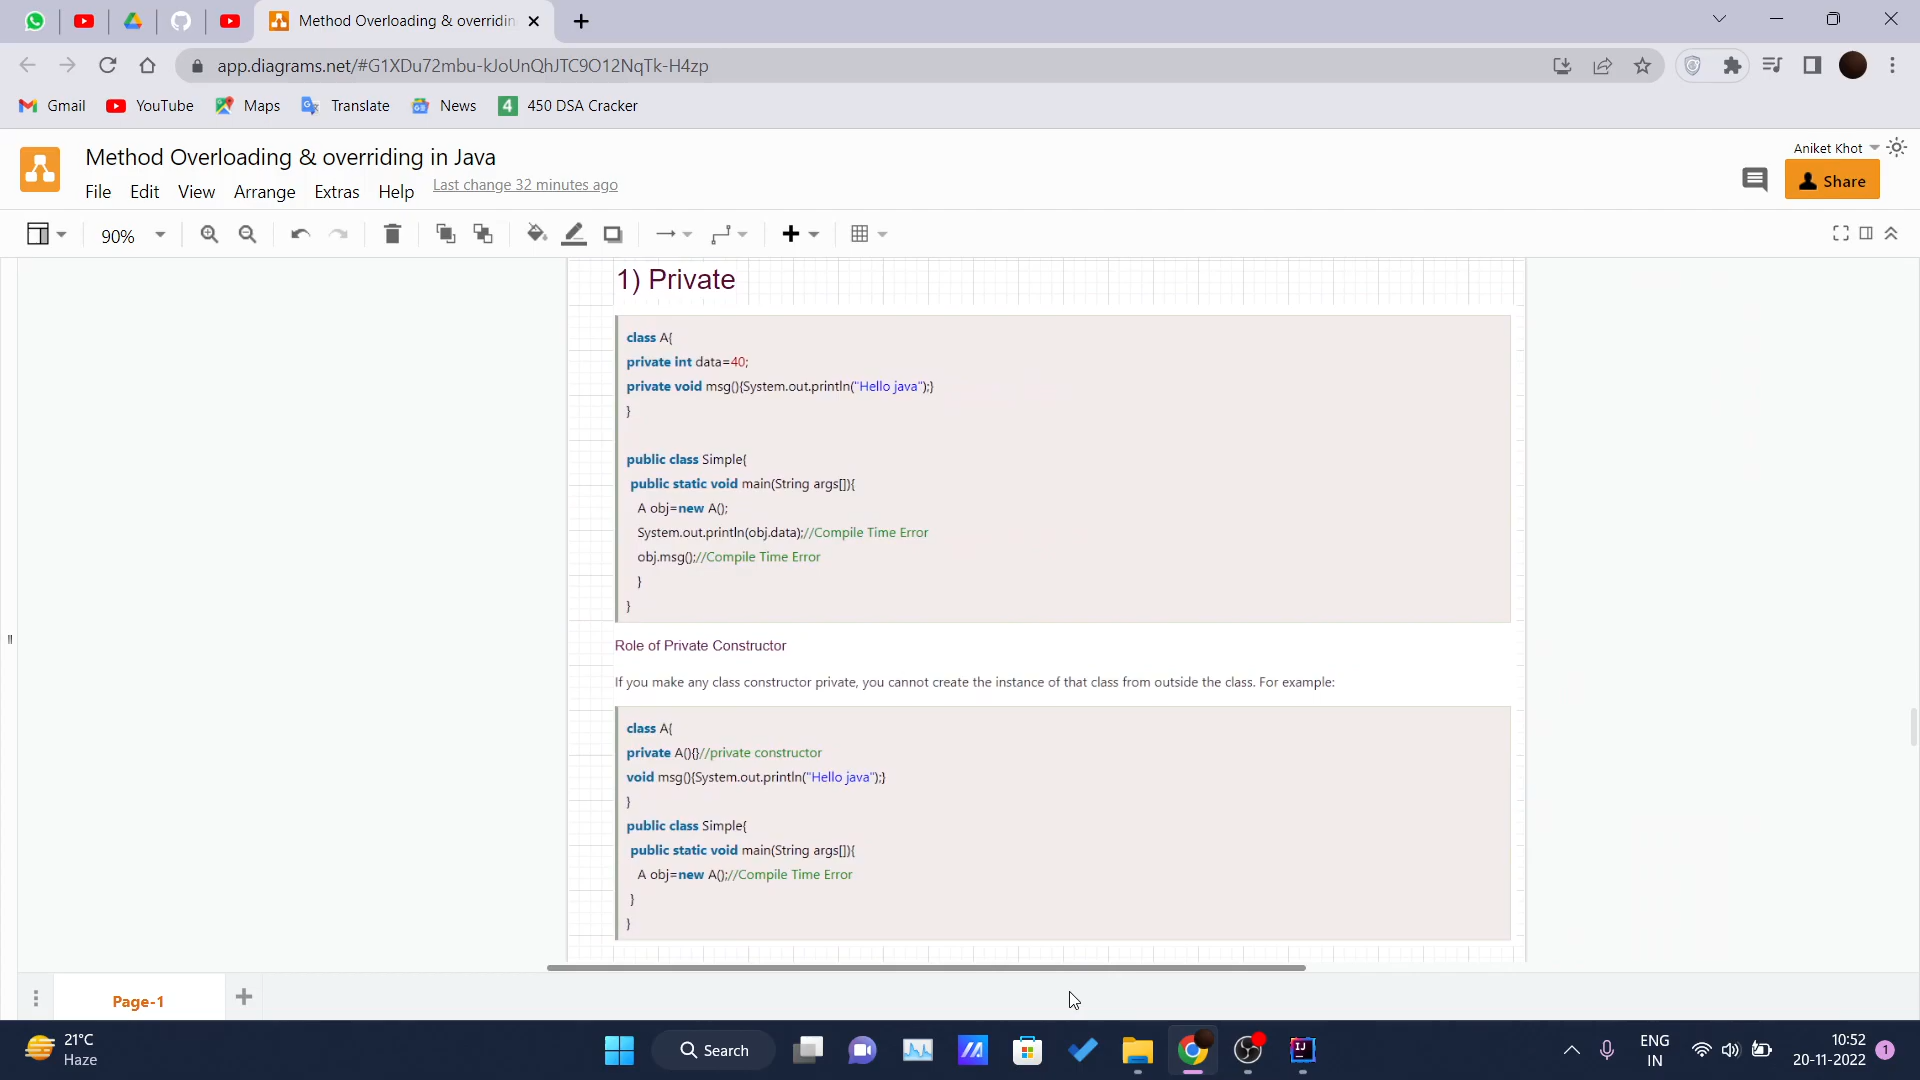 Method Overloading & overridin
app.diagrams.net/#G1XDu72mbu-kJoUnQhJTC9O12NqTk-H4zp
Gmail YouTube Maps Translate News 4 450 DSA Cracker
Method Overloading & overriding in Java
Aniket Khot
File Edit View Arrange Extras Help Last change 32 minutes ago
Share
90%
1) Private
class A{
private int data=40;
private void msg(){System.out.println("Hello java");}
}
public class Simple{
public static void main(String args[]){
A obj=new A();
System.out.println(obj.data);//Compile Time Error
obj.msg();//Compile Time Error
}
}
Role of Private Constructor
If you make any class constructor private, you cannot create the instance of that class from outside the class. For example:
class A{
private A(){}//private constructor
void msg(){System.out.println("Hello java");}
}
public class Simple{
public static void main(String args[]){
A obj=new A();//Compile Time Error
}
}
Page-1
21°C
Haze
Search
IJ
ENG
IN
10:52
20-11-2022
1